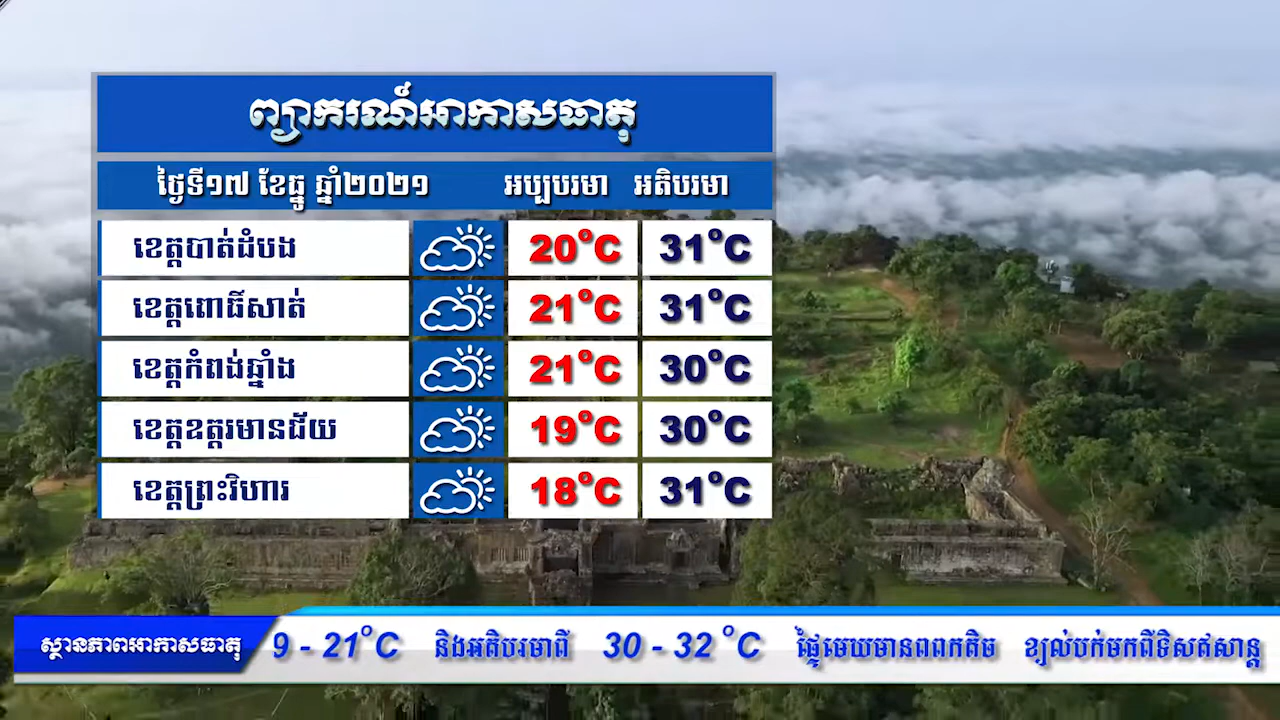 ព្យាករណ៍អាកាសធាតុ
ថ្ងៃទី១៧ ខែធ្នូ ឆ្នាំ២០២១ អប្បបរមា អតិបរមា
ខេត្តបាត់ដំបង 20°C 31°C
ខេត្តពោធិ៍សាត់ 21°C 31°C
ខេត្តកំពង់ឆ្នាំង 21°C 30°C
ខេត្តឧត្តរមានជ័យ 19°C 30°C
ខេត្តព្រះវិហារ 18°C 31°C
ស្ថានភាពអាកាសធាតុ 9 - 21°C និងអតិបរមាពី 30 - 32 °C ផ្ទៃមេឃមានពពកតិច ខ្យល់បក់មកពីទិសឥសាន្ត